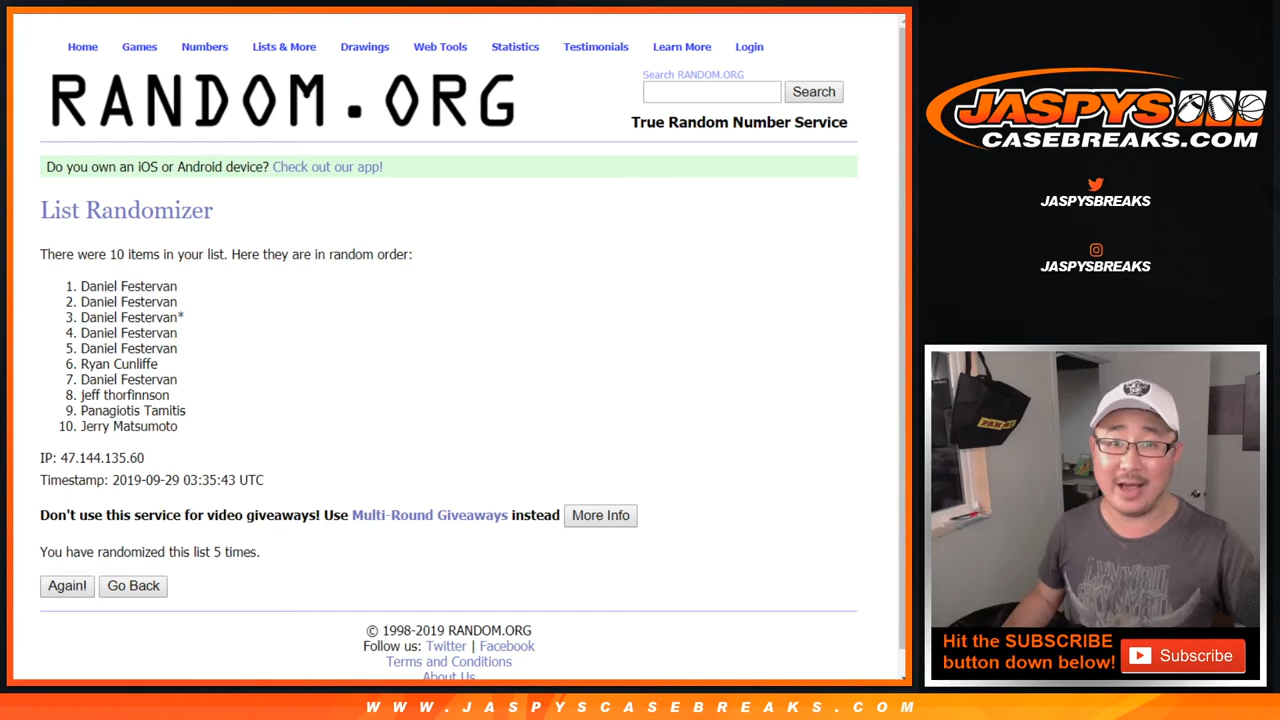 Home Games Numbers Lists & More Drawings Web Tools Statistics Testimonials Learn More Login
RANDOM.ORG
Search RANDOM.ORG
Search
True Random Number Service
Do you own an iOS or Android device? Check out our app!
List Randomizer
There were 10 items in your list. Here they are in random order:
1. Daniel Festervan
2. Daniel Festervan
3. Daniel Festervan*
4. Daniel Festervan
5. Daniel Festervan
6. Ryan Cunliffe
7. Daniel Festervan
8. jeff thorfinnson
9. Panagiotis Tamitis
10. Jerry Matsumoto
IP: 47.144.135.60
Timestamp: 2019-09-29 03:35:43 UTC
Don't use this service for video giveaways! Use Multi-Round Giveaways instead More Info
You have randomized this list 5 times.
Again! Go Back
© 1998-2019 RANDOM.ORG
Follow us: Twitter | Facebook
Terms and Conditions
About Us
JASPYS
CASEBREAKS.COM
JASPYSBREAKS
JASPYSBREAKS
LYNYRD
SKYNYRD
Hit the SUBSCRIBE
button down below!
Subscribe
WWW.JASPYSCASEBREAKS.COM